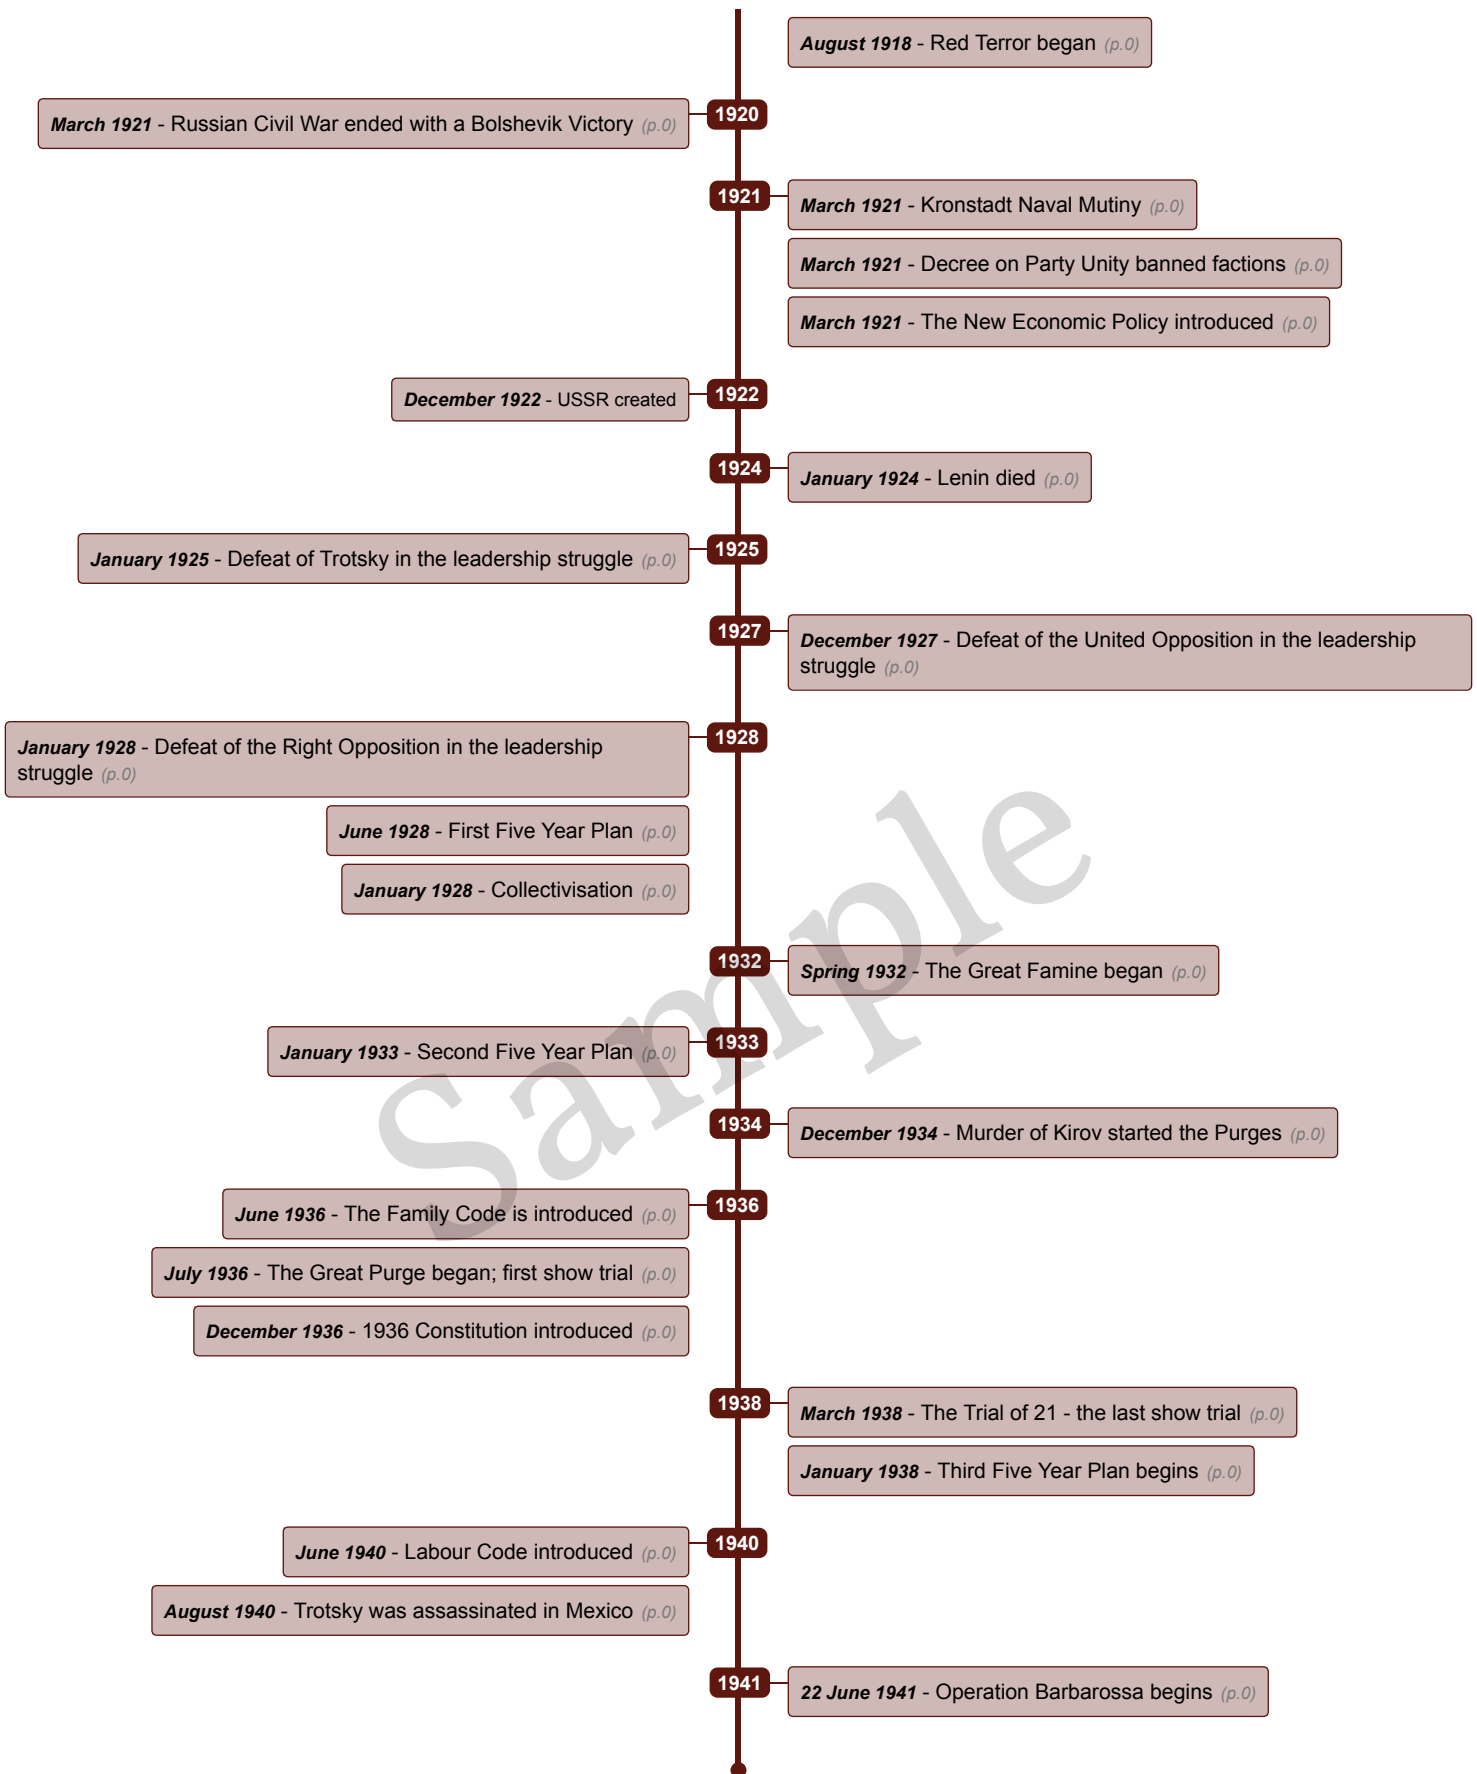 August 1918 - Red Terror began (p.0)
1920
March 1921 - Russian Civil War ended with a Bolshevik Victory (p.0)
1921
March 1921 - Kronstadt Naval Mutiny (p.0)
March 1921 - Decree on Party Unity banned factions (p.0)
March 1921 - The New Economic Policy introduced (p.0)
1922
December 1922 - USSR created
1924
January 1924 - Lenin died (p.0)
1925
January 1925 - Defeat of Trotsky in the leadership struggle (p.0)
1927
December 1927 - Defeat of the United Opposition in the leadership
struggle (p.0)
1928
January 1928 - Defeat of the Right Opposition in the leadership
struggle (p.0)
June 1928 - First Five Year Plan (p.0)
January 1928 - Collectivisation (p.0)
1932
Spring 1932 - The Great Famine began (p.0)
1933
January 1933 - Second Five Year Plan (p.0)
1934
December 1934 - Murder of Kirov started the Purges (p.0)
1936
June 1936 - The Family Code is introduced (p.0)
July 1936 - The Great Purge began; first show trial (p.0)
December 1936 - 1936 Constitution introduced (p.0)
1938
March 1938 - The Trial of 21 - the last show trial (p.0)
January 1938 - Third Five Year Plan begins (p.0)
1940
June 1940 - Labour Code introduced (p.0)
August 1940 - Trotsky was assassinated in Mexico (p.0)
1941
22 June 1941 - Operation Barbarossa begins (p.0)
Sample